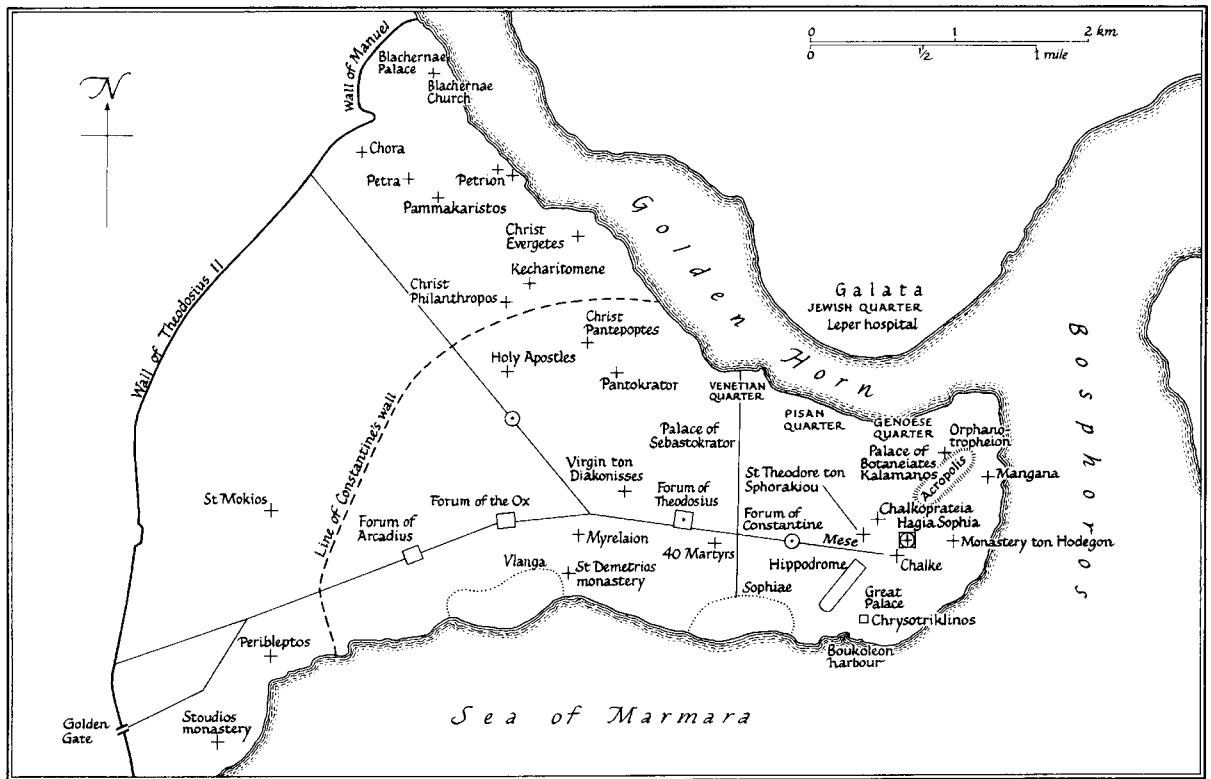 0 1 2 km
0 1/2 1 mile
N
Wall of Manuel
Blachernae
Palace
Blachernae
Church
Chora
Petra
Petrion
Pammakaristos
Christ
Evergetes
Kecharitomene
Christ
Philanthropos
Wall of Theodosius II
Golden Horn
Galata
JEWISH QUARTER
Leper hospital
Bosphoros
Christ
Pantepoptes
Holy Apostles
Pantokrator
VENETIAN
QUARTER
PISAN
QUARTER
GENOESE
QUARTER
Orphano-
tropheion
Palace of
Botaneiates
Kalamanos
Acropolis
Mangana
Palace of
Sebastokrator
Line of Constantine's wall
Virgin ton
Diakonisses
St Theodore ton
Sphorakiou
St Mokios
Forum of the Ox
Forum of
Theodosius
Forum of
Constantine
Chalkoprateia
Hagia Sophia
Forum of
Arcadius
Myrelaion
40 Martyrs
Mese
Monastery ton Hodegon
Chalke
Hippodrome
Vlanga
St Demetrios
monastery
Sophiae
Great
Palace
Chrysotriklinos
Peribleptos
Boukoleon
harbour
Golden
Gate
Stoudios
monastery
Sea of Marmara